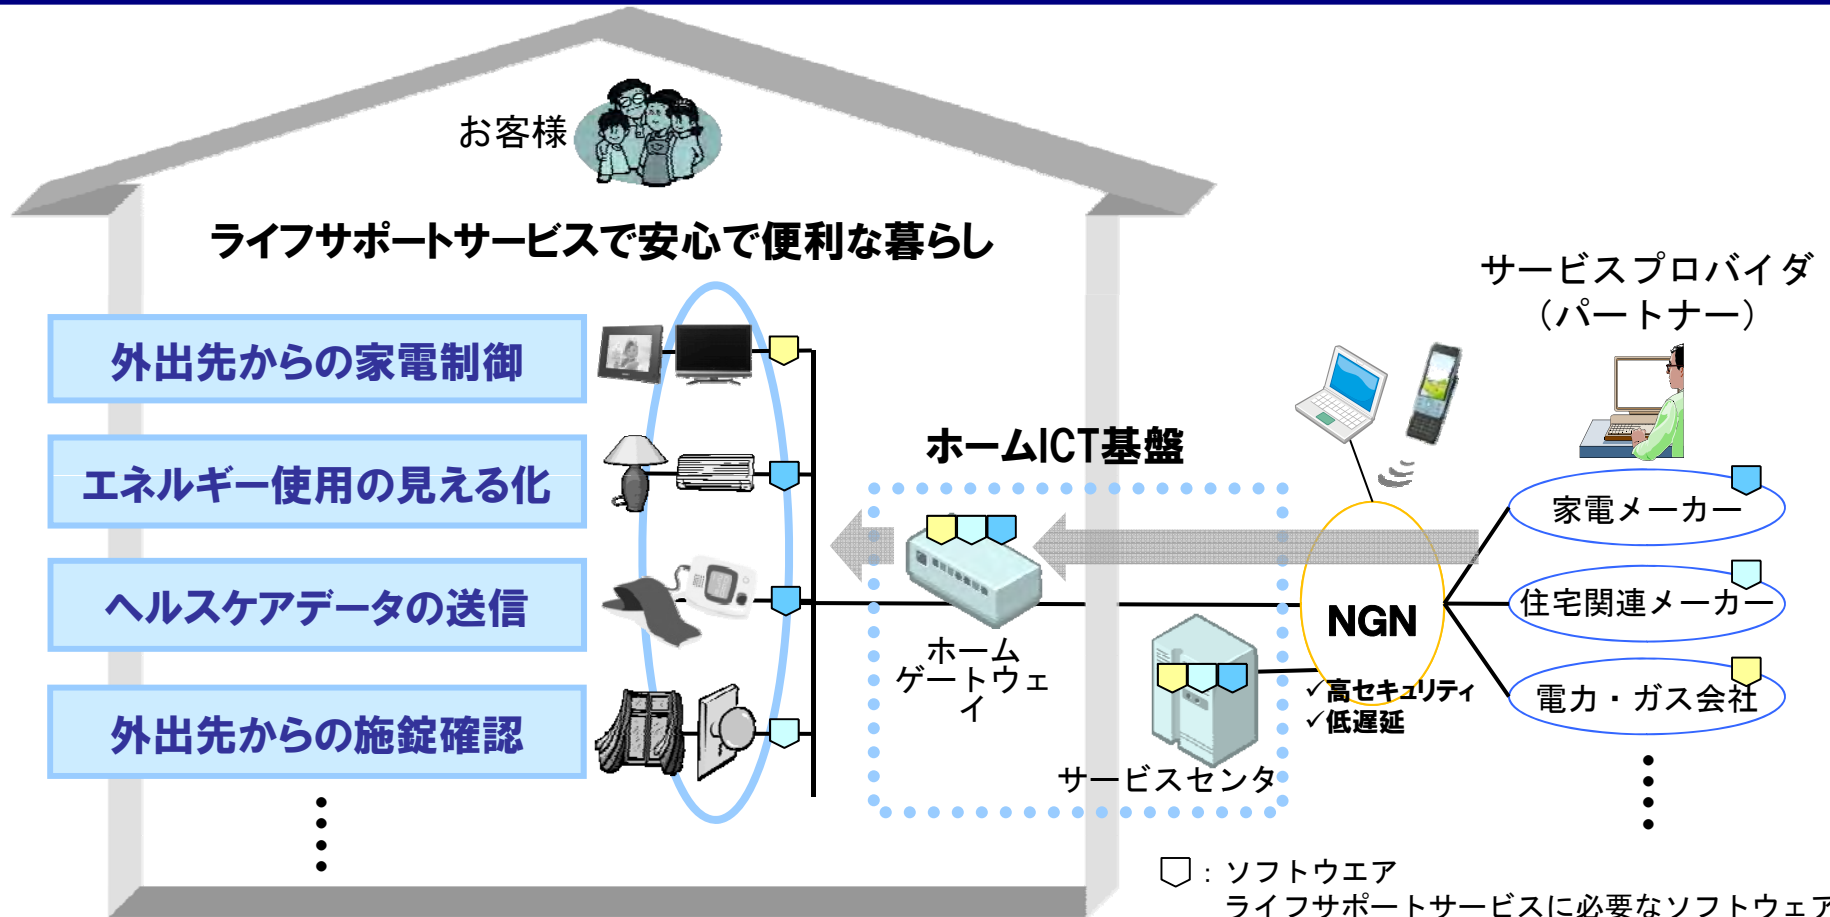 お客様
ライフサポートサービスで安心で便利な暮らし
サービスプロバイダ
（パートナー）
外出先からの家電制御
エネルギー使用の見える化
ヘルスケアデータの送信
外出先からの施錠確認
ホームICT基盤
ホーム
ゲートウェ
イ
サービスセンタ
NGN
✓高セキュリティ
✓低遅延
家電メーカー
住宅関連メーカー
電力・ガス会社
：ソフトウエア
ライフサポートサービスに必要なソフトウェア